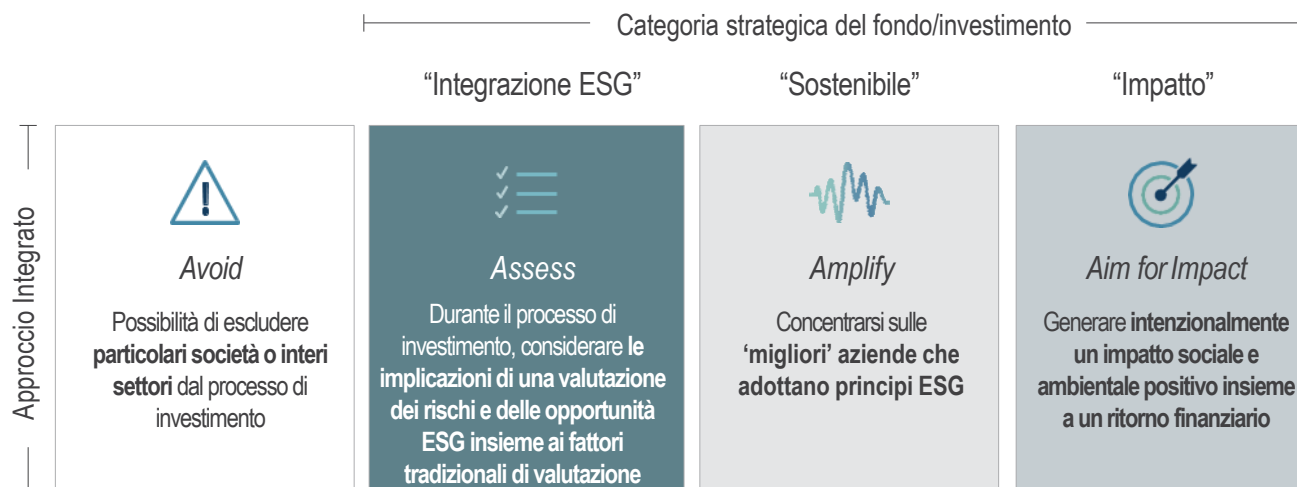 Categoria strategica del fondo/investimento
“Integrazione ESG”
“Sostenibile”
“Impatto”
Approccio Integrato
Avoid
Possibilità di escludere
particolari società o interi
settori dal processo di
investimento
Assess
Durante il processo di
investimento, considerare le
implicazioni di una valutazione
dei rischi e delle opportunità
ESG insieme ai fattori
tradizionali di valutazione
Amplify
Concentrarsi sulle
‘migliori’ aziende che
adottano principi ESG
Aim for Impact
Generare intenzionalmente
un impatto sociale e
ambientale positivo insieme
a un ritorno finanziario